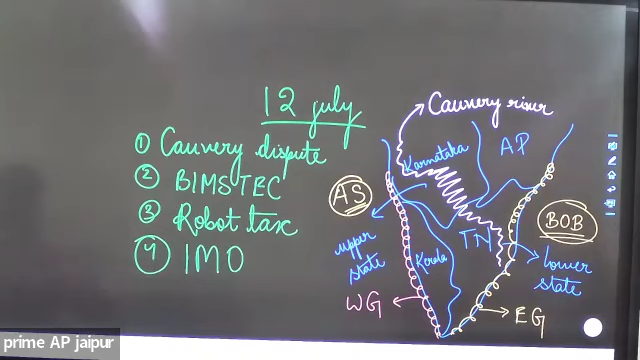 12 july
① Cauvery dispute
② BIMSTEC
③ Robot tax
④ IMO
Cauvery river
Karnataka
AP
AS
BOB
TN
upper
state
Kerala
lower
state
WG
EG
prime AP jaipur